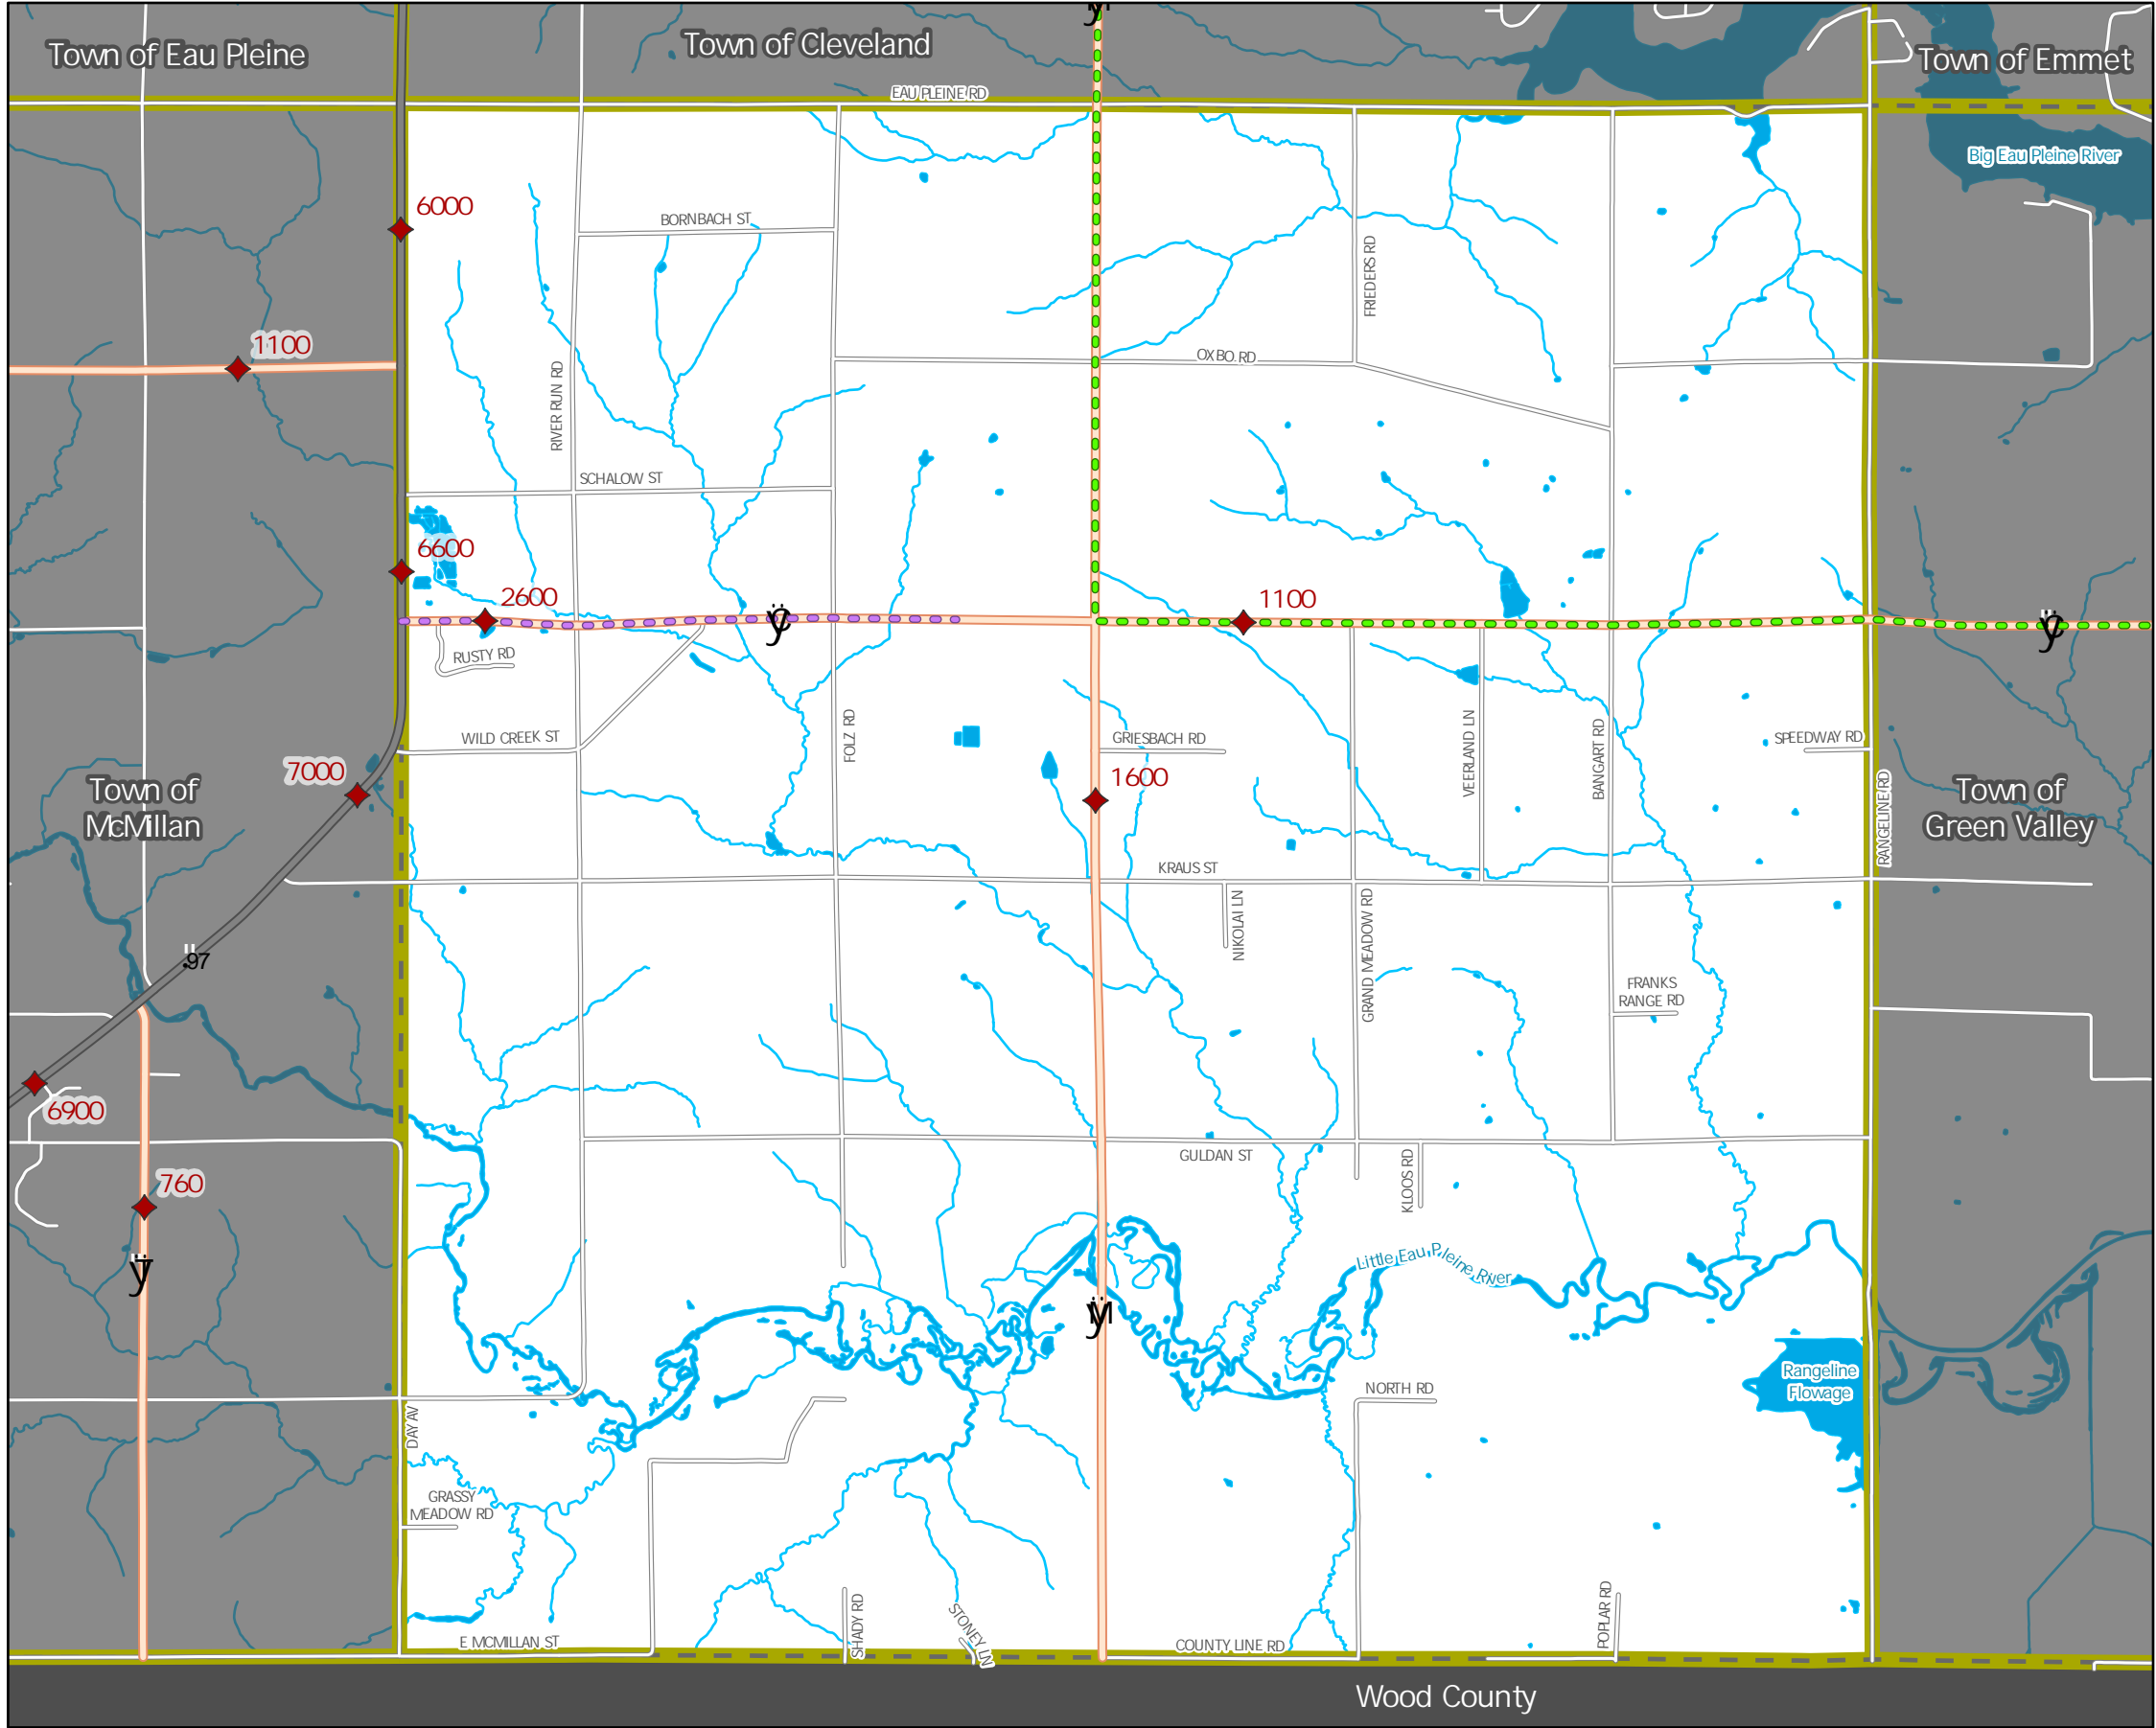 Town of Eau Pleine
Town of Cleveland
Town of Emmet
EAU PLEINE RD
Big Eau Pleine River
6000
BORNBACH ST
FRIEDERS RD
1100
OXBO RD
RIVER RUN RD
SCHALOW ST
6600
2600
C
1100
C
RUSTY RD
WILD CREEK ST
FOLZ RD
GRIESBACH RD
VEERLAND LN
BANGART RD
SPEEDWAY RD
7000
1600
Town of
McMillan
RANGELINE RD
Town of
Green Valley
KRAUS ST
NIKOLAI LN
GRAND MEADOW RD
97
FRANKS
RANGE RD
6900
GULDAN ST
KLOOS RD
760
T
Little Eau Pleine River
M
Rangeline
Flowage
NORTH RD
DAY AV
GRASSY
MEADOW RD
SHADY RD
STONEY LN
POPLAR RD
E MCMILLAN ST
COUNTY LINE RD
Wood County